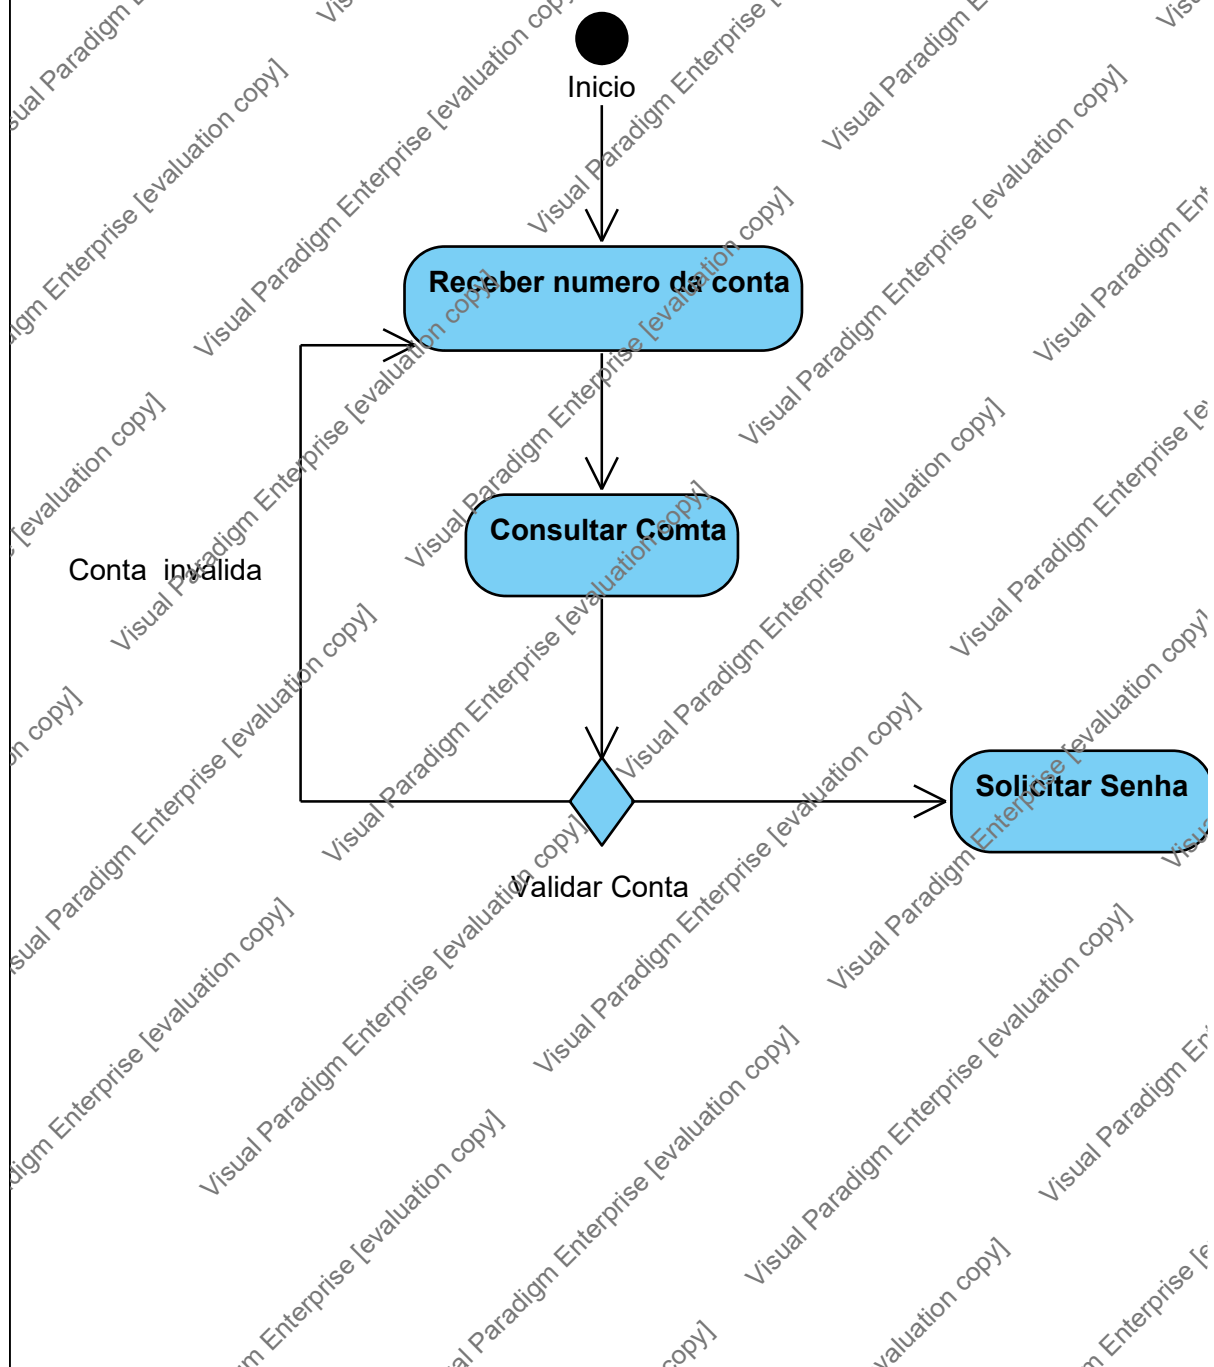 Inicio
Receber numero da conta
Consultar Comta
Conta  invalida
Solicitar Senha
Validar Conta
Visual Paradigm Enterprise [evaluation copy]